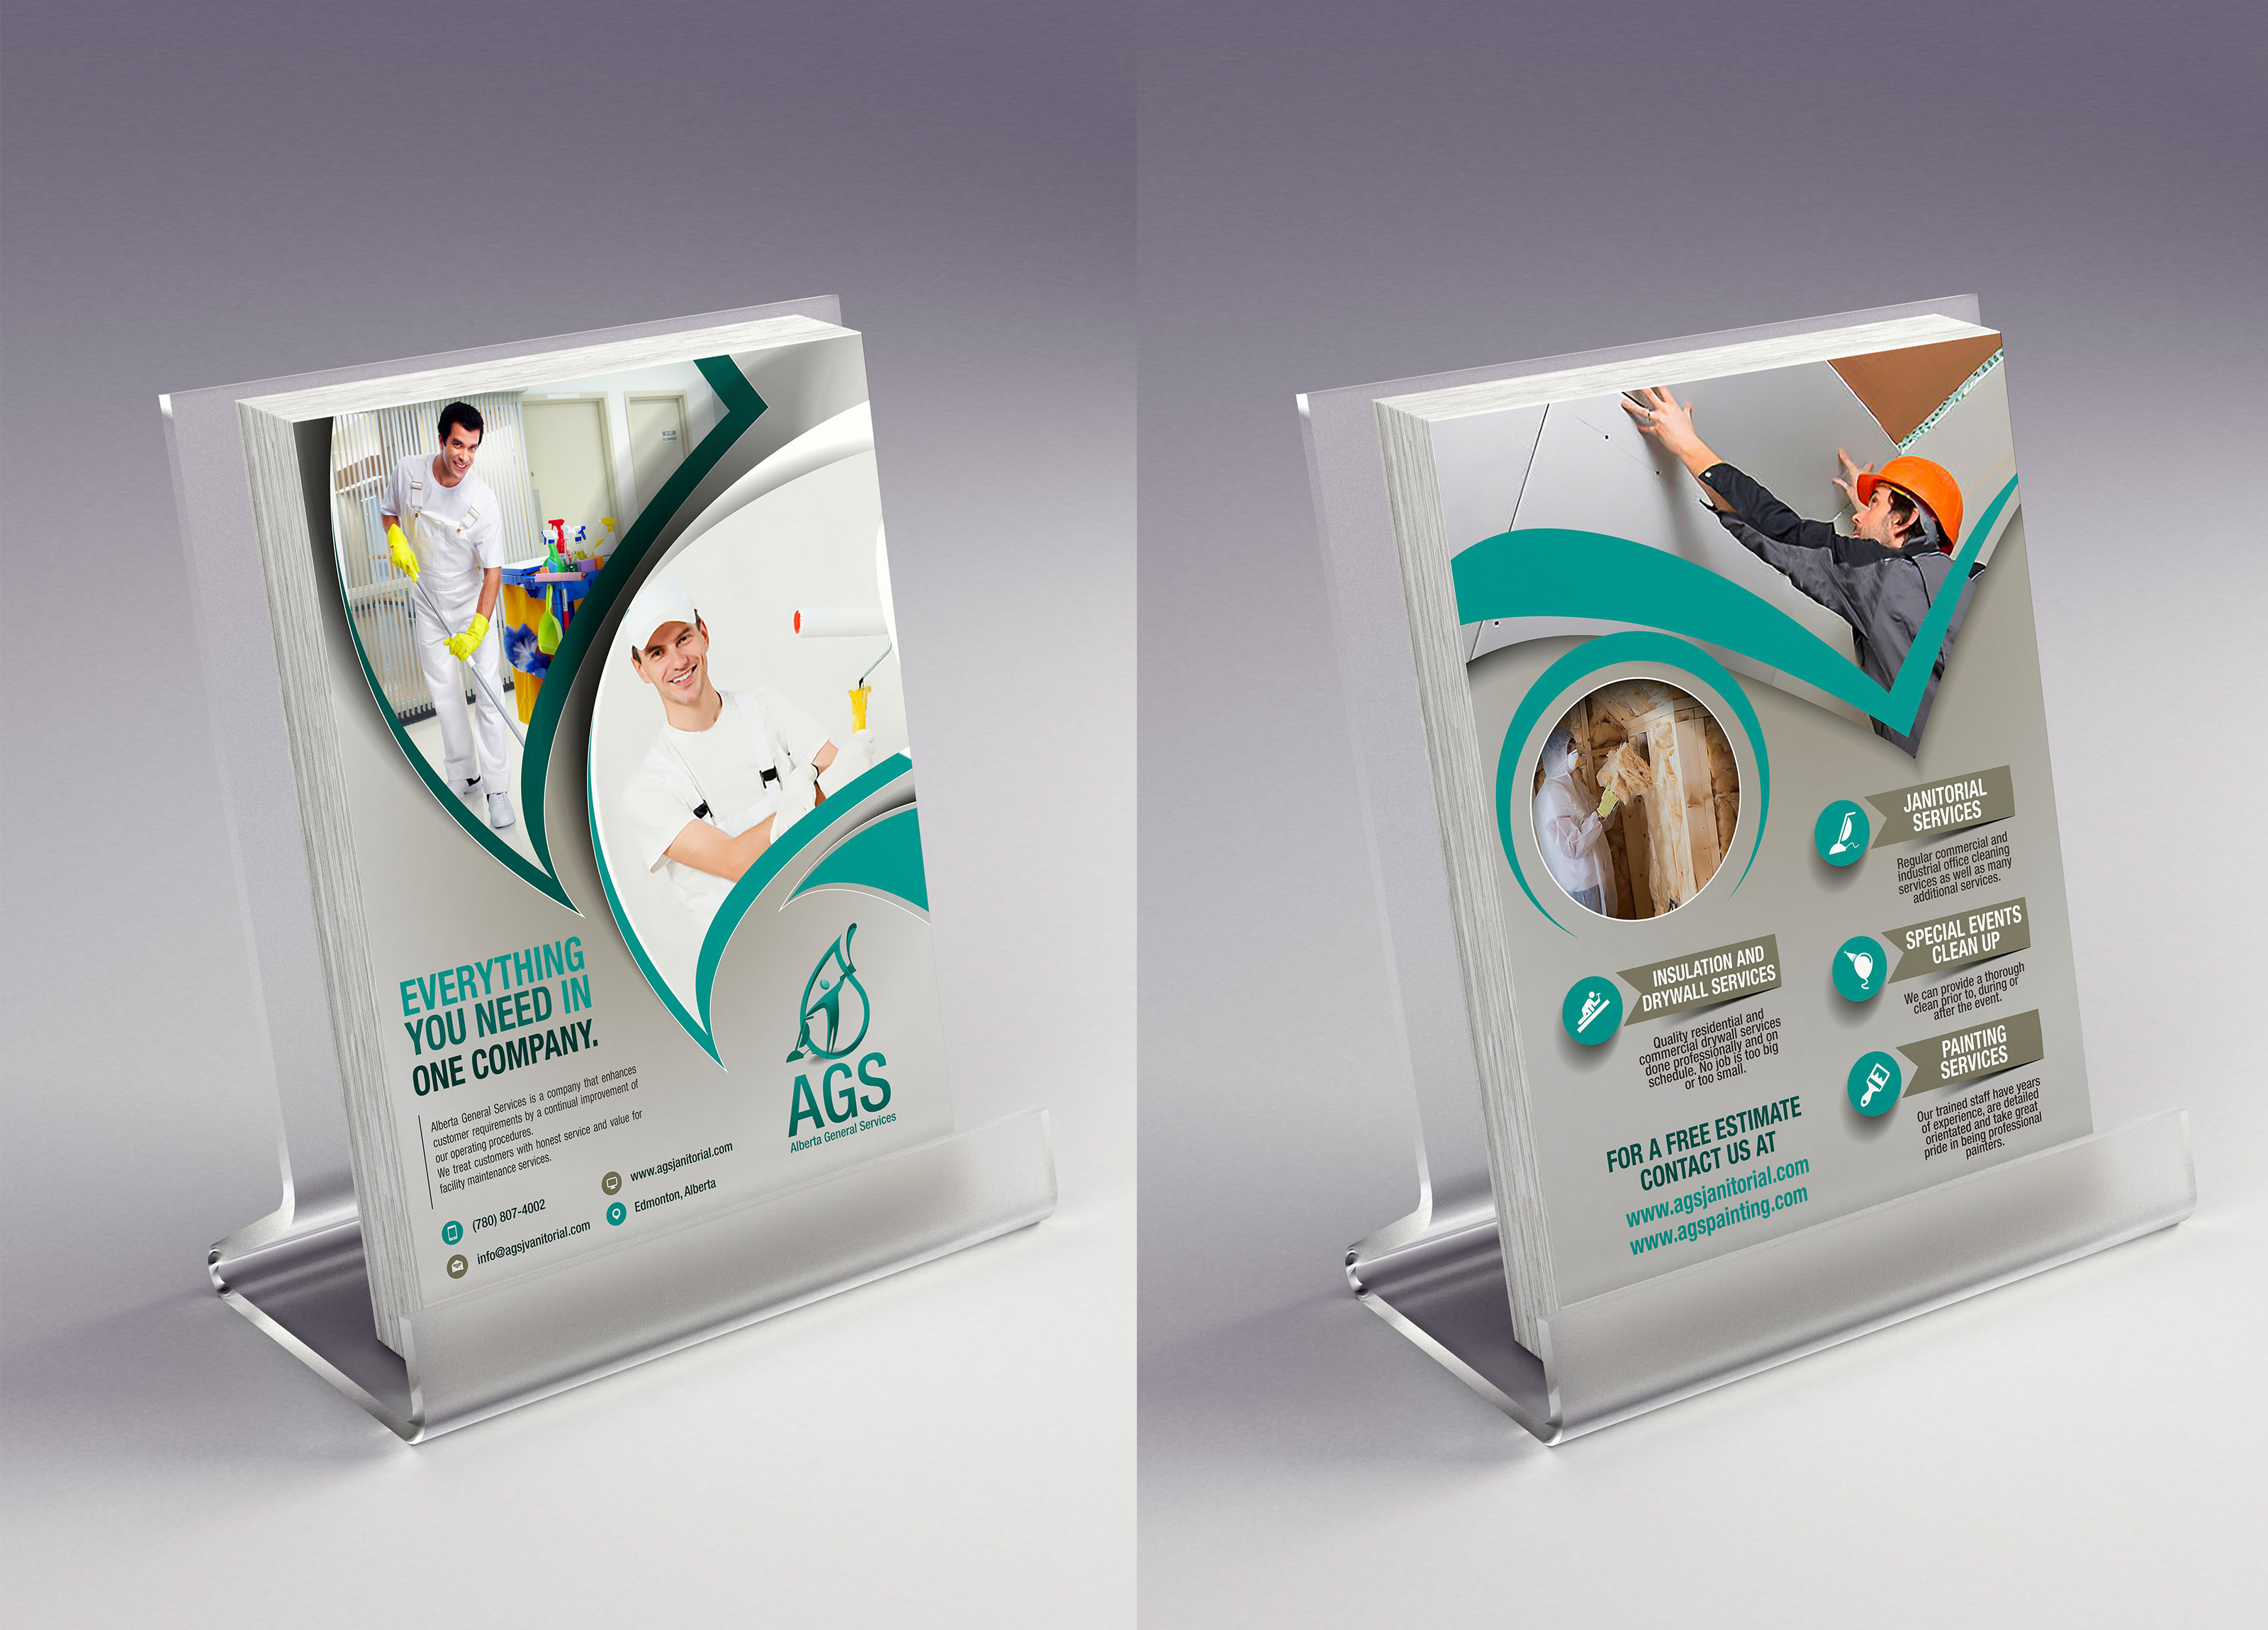 EVERYTHING
YOU NEED IN
ONE COMPANY.
Alberta General Services is a company that enhances
customer requirements by a continual improvement of
our operating procedures.
We treat customers with honest service and value for
facility maintenance services.
(780) 807-4002
info@agsjvanitorial.com
www.agsjanitorial.com
Edmonton, Alberta
AGS
Alberta General Services
INSULATION AND
DRYWALL SERVICES
Quality residential and
commercial drywall services
done professionally and on
schedule. No job is too big
or too small.
FOR A FREE ESTIMATE
CONTACT US AT
www.agsjanitorial.com
www.agspainting.com
JANITORIAL
SERVICES
Regular commercial and
industrial office cleaning
services as well as many
additional services.
SPECIAL EVENTS
CLEAN UP
We can provide a thorough
clean prior to, during or
after the event.
PAINTING
SERVICES
Our trained staff have years
of experience, are detailed
orientated and take great
pride in being professional
painters.